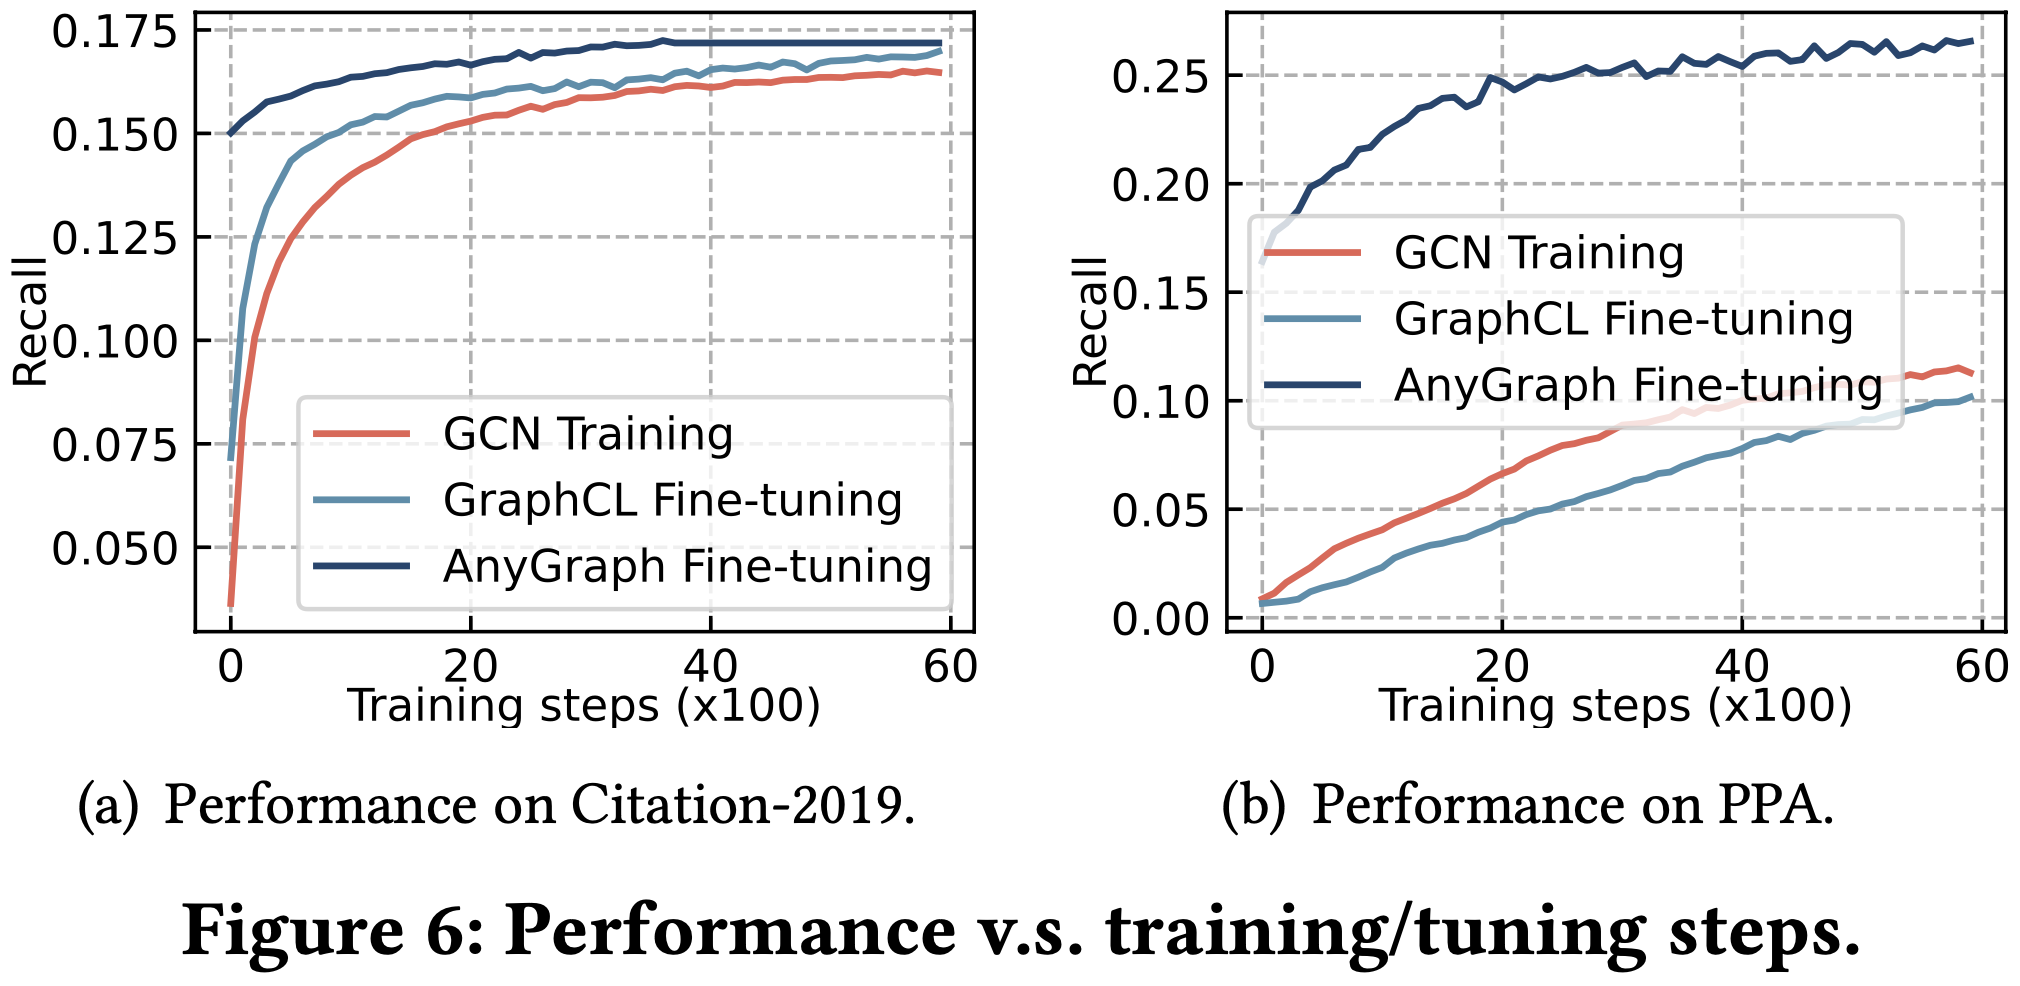 0.175
0.150
0.125
0.100
0.075
0.050
Recall
GCN Training
GraphCL Fine-tuning
AnyGraph Fine-tuning
0 20 40 60
Training steps (x100)
(a) Performance on Citation-2019.
0.25
0.20
0.15
0.10
0.05
0.00
Recall
GCN Training
GraphCL Fine-tuning
AnyGraph Fine-tuning
0 20 40 60
Training steps (x100)
(b) Performance on PPA.
Figure 6: Performance v.s. training/tuning steps.